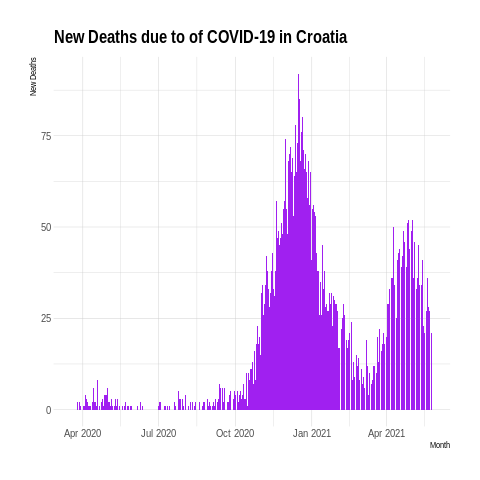 New Deaths due to of COVID-19 in Croatia
New Deaths
75
50
25
0
Apr 2020 Jul 2020 Oct 2020 Jan 2021 Apr 2021
Month